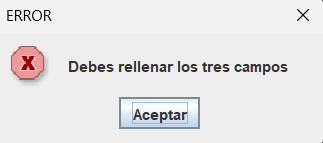 ERROR
Debes rellenar los tres campos
Aceptar